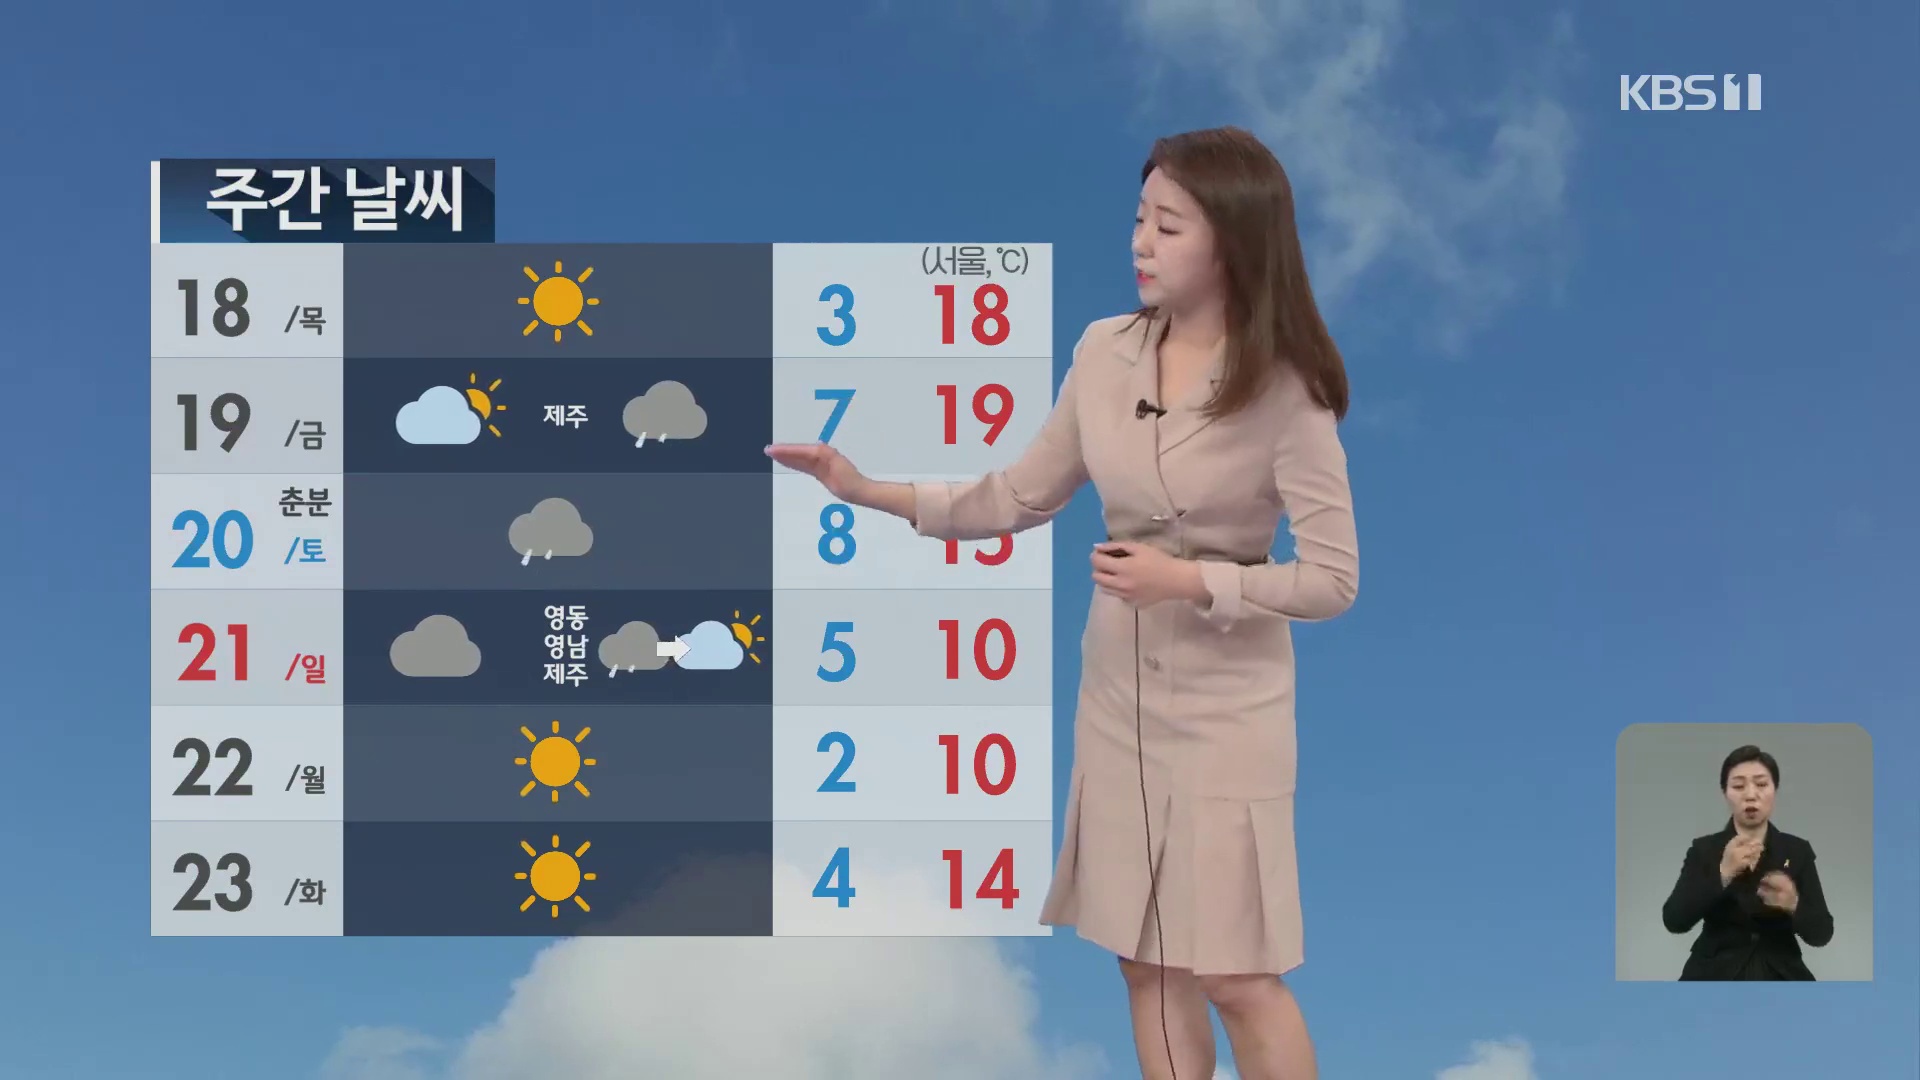 KBS 1
주간 날씨
(서울, ℃)
18 /목 3 18
19 /금 제주 7 19
춘분
20 /토 8
21 /일 영동 영남 제주 5 10
22 /월 2 10
23 /화 4 14